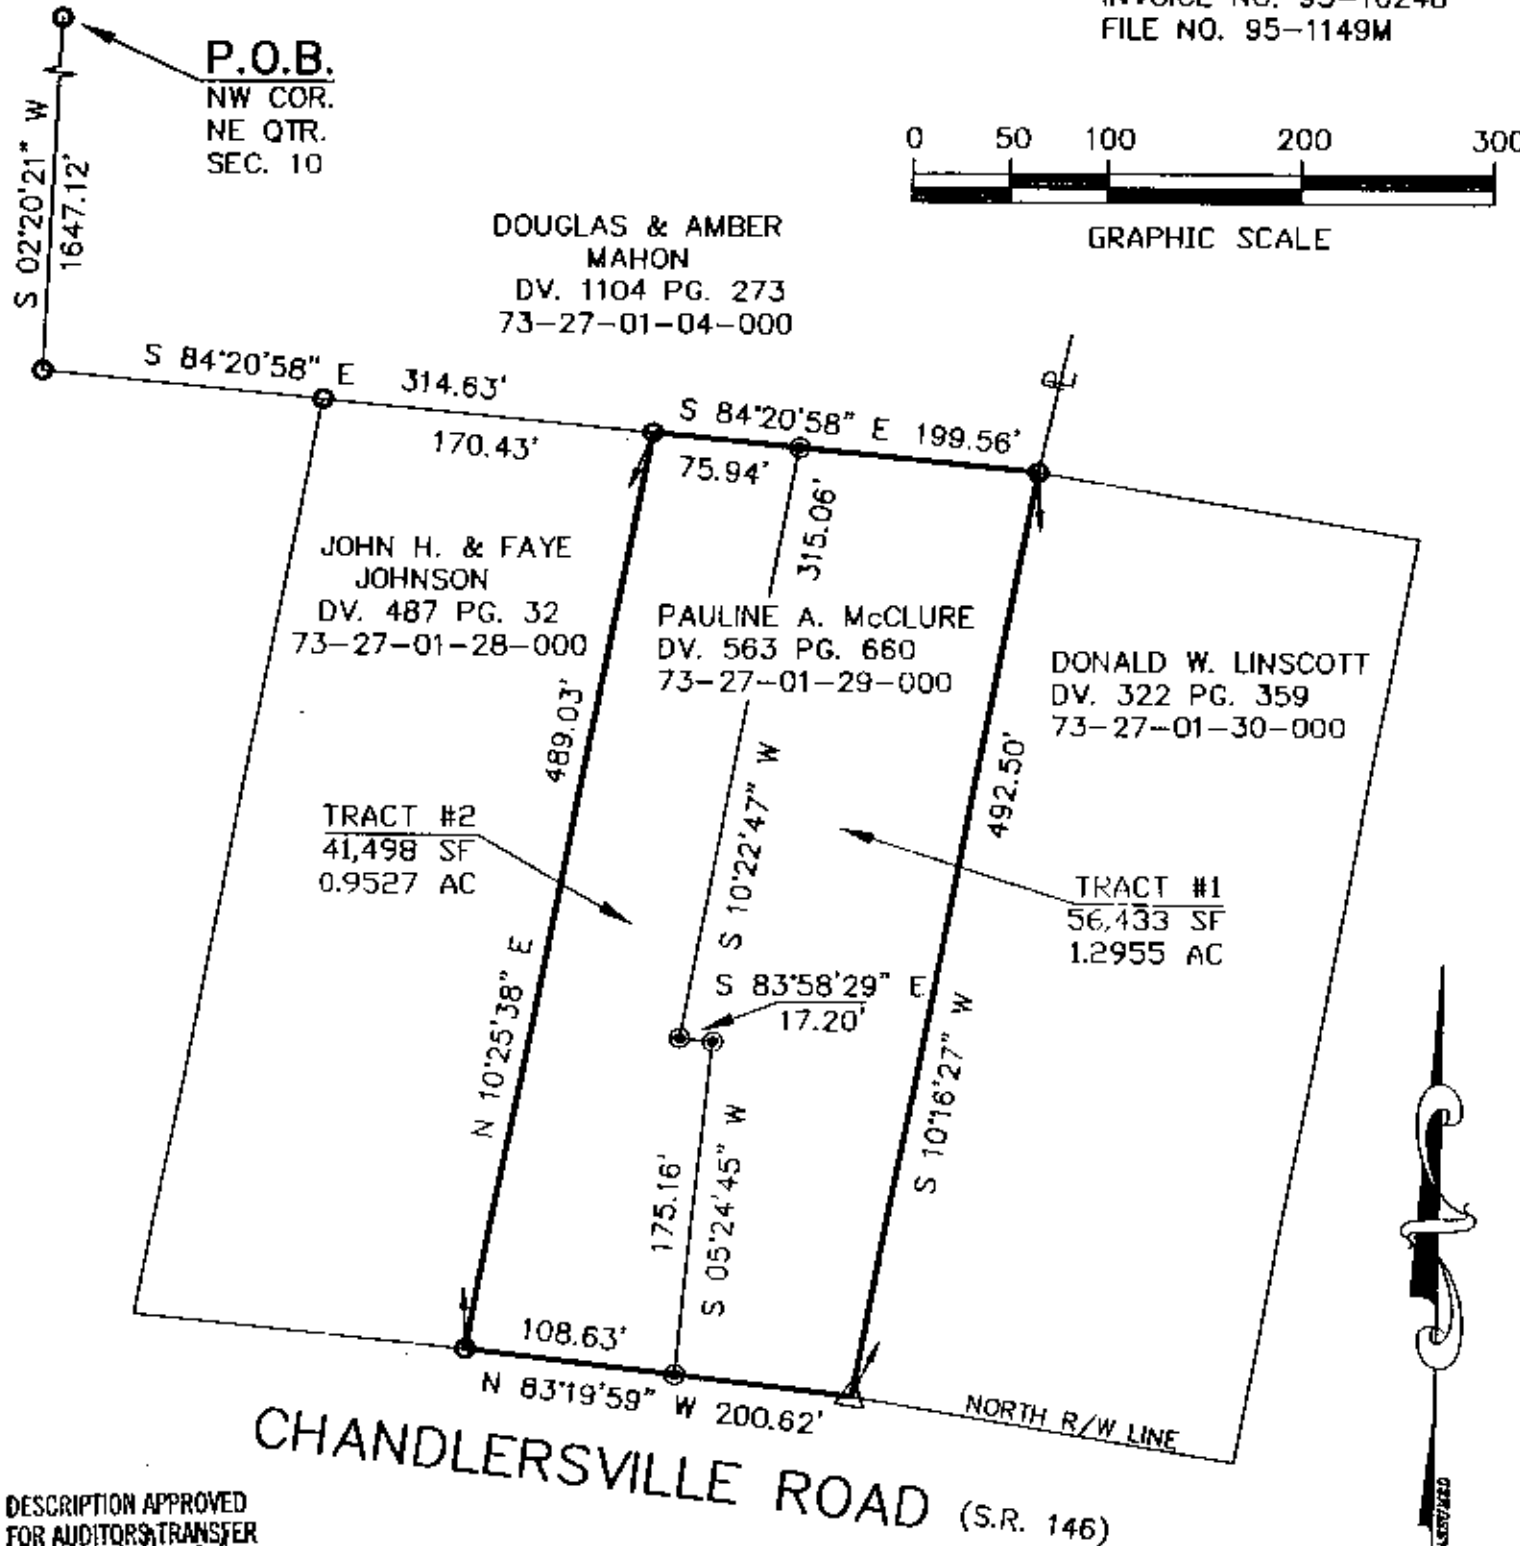 FILE NO. 95-1149M
P.O.B.
NW COR.
NE QTR.
SEC. 10
0 50 100 200 300
GRAPHIC SCALE
S 02°20'21" W
1647.12'
DOUGLAS & AMBER
MAHON
DV. 1104 PG. 273
73-27-01-04-000
S 84°20'58" E 314.63'
170.43'
S 84°20'58" E 199.56'
75.94'
315.06'
JOHN H. & FAYE
JOHNSON
DV. 487 PG. 32
73-27-01-28-000
PAULINE A. McCLURE
DV. 563 PG. 660
73-27-01-29-000
DONALD W. LINSCOTT
DV. 322 PG. 359
73-27-01-30-000
489.03'
492.50'
S 10°22'47" W
TRACT #2
41,498 SF
0.9527 AC
TRACT #1
56,433 SF
1.2955 AC
S 83°58'29" E
17.20'
N 10°25'38" E
S 10°16'27" W
175.16'
S 05°24'45" W
108.63'
N 83°19'59" W 200.62'
NORTH R/W LINE
CHANDLERSVILLE ROAD (S.R. 146)
ASSUMED
DESCRIPTION APPROVED
FOR AUDITORS TRANSFER